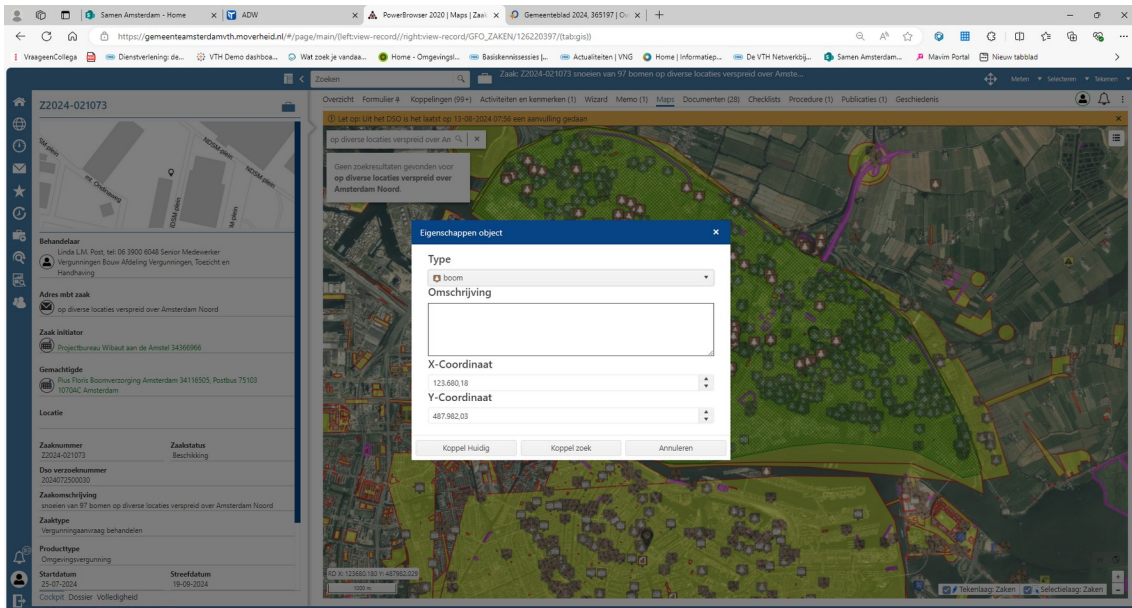 Samen Amsterdam - Home
ADW
PowerBrowser 2020 | Maps | Zaak
Gemeenteblad 2024, 365197 | Ov
https://gemeenteamsterdamvth.moverheid.nl/#/page/main/(left:view-record//right:view-record/GFO_ZAKEN/126220397/(tab:gis))
VraageenCollega
Dienstverlening: de...
VTH Demo dashboa...
Wat zoek je vandaa...
Home - Omgevingsl...
Basiskennissessies |...
Actualiteiten | VNG
Home | Informatiep...
De VTH Netwerkbij...
Samen Amsterdam...
Mavim Portal
Nieuw tabblad
Zoeken
Zaak: Z2024-021073 snoeien van 97 bomen op diverse locaties verspreid over Amste...
Meten
Selecteren
Tekenen
Z2024-021073
Overzicht Formulier Koppelingen (99+) Activiteiten en kenmerken (1) Wizard Memo (1) Maps Documenten (28) Checklists Procedure (1) Publicaties (1) Geschiedenis
Let op: Uit het DSO is het laatst op 13-08-2024 07:56 een aanvulling gedaan
op diverse locaties verspreid over An
Geen zoekresultaten gevonden voor
op diverse locaties verspreid over
Amsterdam Noord.
NDSM-plein
NDSM-plein
mr. Ondinaweg
Behandelaar
Linda L.M. Post, tel: 06 3900 6048 Senior Medewerker
Vergunningen Bouw Afdeling Vergunningen, Toezicht en
Handhaving
Adres mbt zaak
op diverse locaties verspreid over Amsterdam Noord
Zaak Initiator
Projectbureau Wibaut aan de Amstel 34366966
Gemachtigde
Pius Floris Boomverzorging Amsterdam 34116505, Postbus 75103
1070AC Amsterdam
Locatie
Zaaknummer
Zaakstatus
Z2024-021073
Beschikking
Dso verzoeknummer
2024072500030
Zaakomschrijving
snoeien van 97 bomen op diverse locaties verspreid over Amsterdam Noord
Zaaktype
Vergunningaanvraag behandelen
Producttype
Omgevingsvergunning
Startdatum
Streefdatum
25-07-2024
19-09-2024
Cockpit Dossier Volledigheid
Eigenschappen object
Type
boom
Omschrijving
X-Coordinaat
123.680,18
Y-Coordinaat
487.982,03
Koppel Huidig
Koppel zoek
Annuleren
RD X: 123680.180 Y: 487982.029
1000 m
Tekenlaag: Zaken
Selectielaag: Zaken